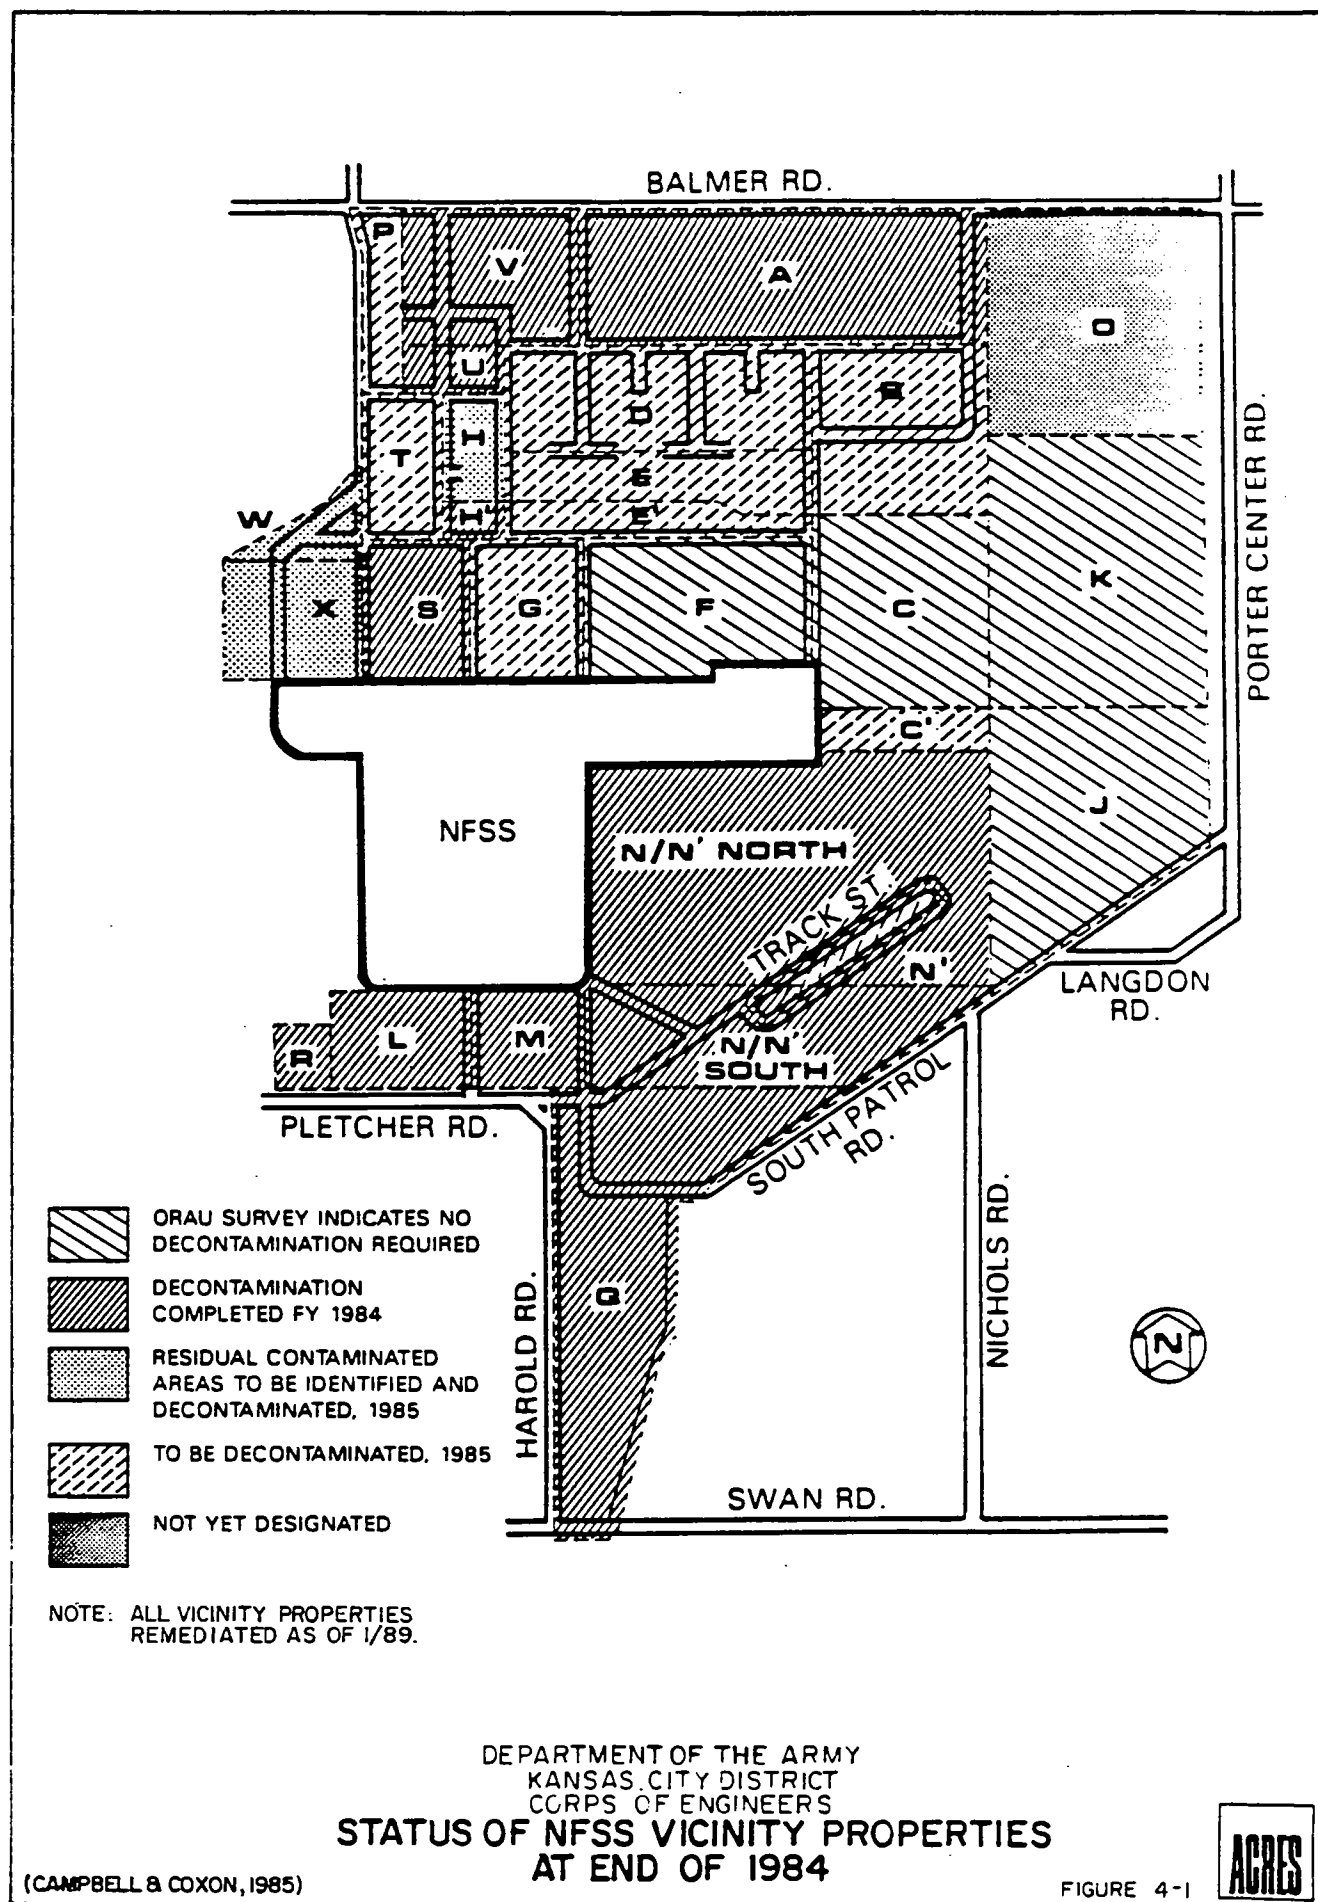 BALMER RD.
P
V
A
O
U
D
B
H
T
E
W
H'
E'
X
S
G
F
C
K
PORTER CENTER RD.
C'
J
NFSS
N/N' NORTH
TRACK ST.
N'
LANGDON
RD.
R
L
M
N/N'
SOUTH
PLETCHER RD.
SOUTH PATROL
RD.
ORAU SURVEY INDICATES NO
DECONTAMINATION REQUIRED
DECONTAMINATION
COMPLETED FY 1984
RESIDUAL CONTAMINATED
AREAS TO BE IDENTIFIED AND
DECONTAMINATED, 1985
TO BE DECONTAMINATED, 1985
NOT YET DESIGNATED
HAROLD RD.
Q
NICHOLS RD.
N
SWAN RD.
NOTE: ALL VICINITY PROPERTIES
REMEDIATED AS OF 1/89.
DEPARTMENT OF THE ARMY
KANSAS CITY DISTRICT
CORPS OF ENGINEERS
STATUS OF NFSS VICINITY PROPERTIES
AT END OF 1984
(CAMPBELL & COXON, 1985)
FIGURE 4-1
ACRES